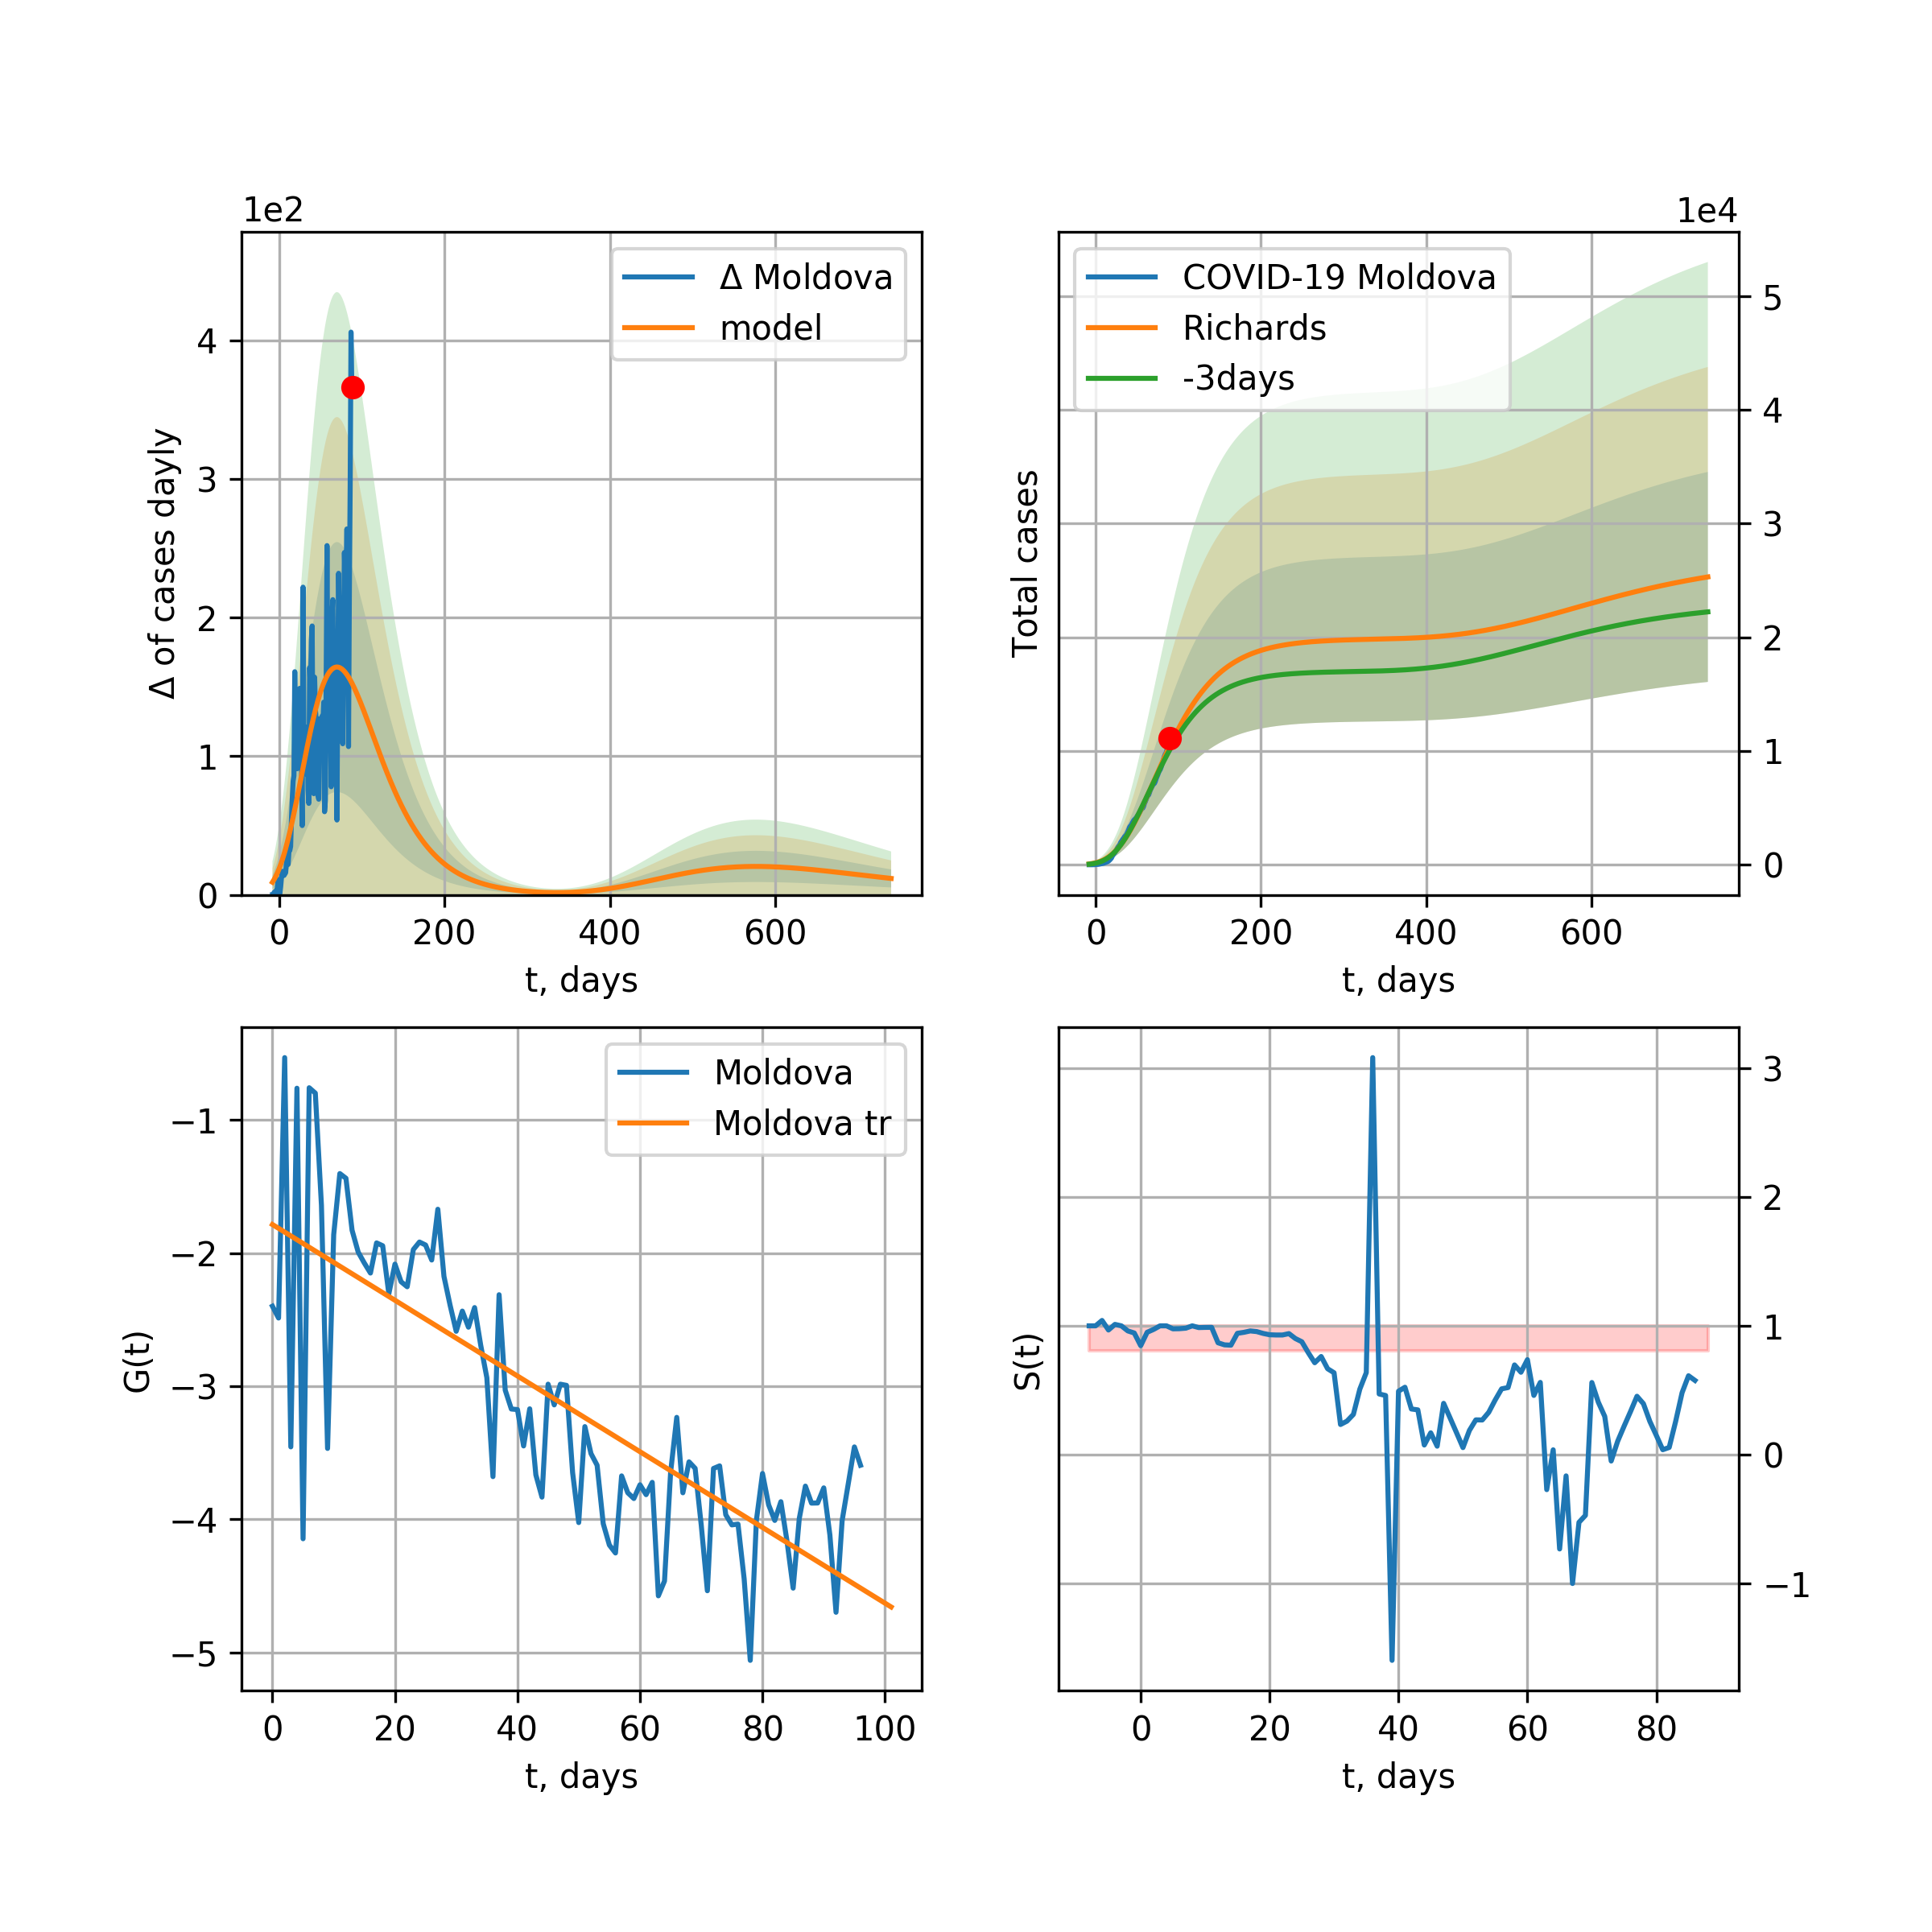 1e2
Δ Moldova
model
4
3
2
1
0
Δ of cases dayly
0 200 400 600
t, days
1e4
COVID-19 Moldova
Richards
-3days
5
4
3
2
1
0
Total cases
0 200 400 600
t, days
Moldova
Moldova tr
−1
−2
−3
−4
−5
G(t)
0 20 40 60 80 100
t, days
3
2
1
0
−1
S(t)
0 20 40 60 80
t, days